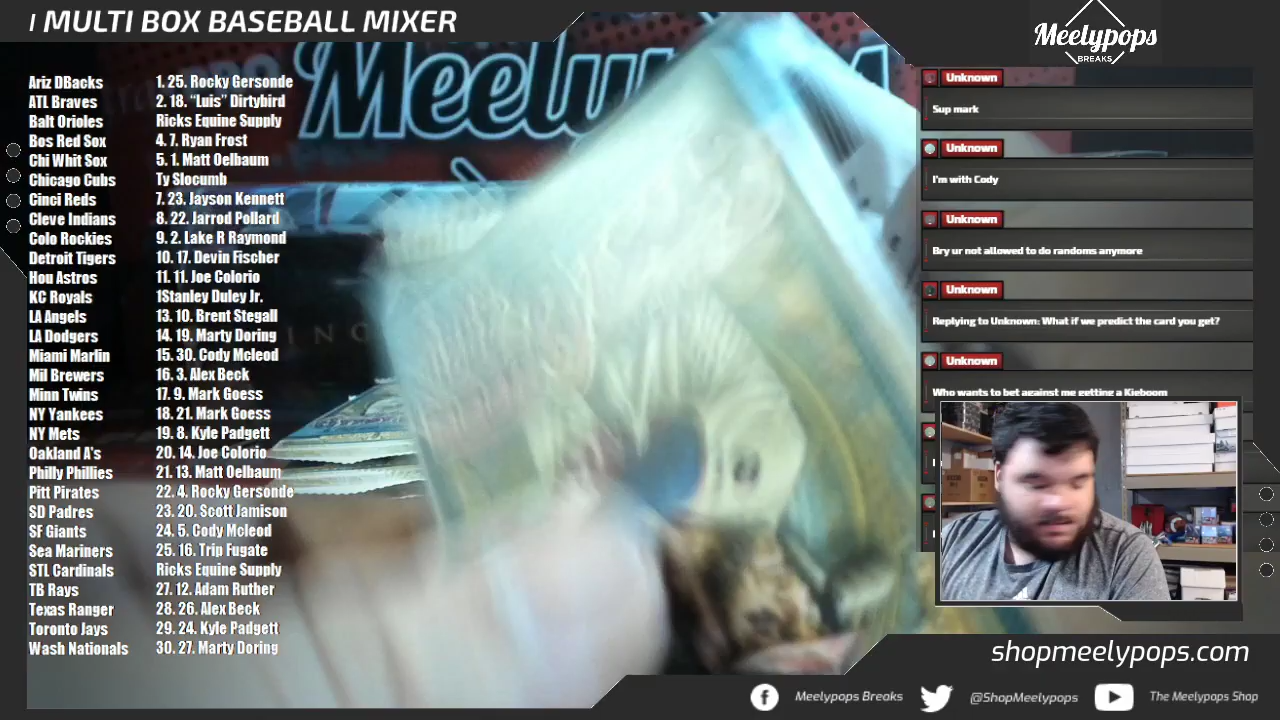 MULTI BOX BASEBALL MIXER
Meelypops
BREAKS
Ariz DBacks 1. 25. Rocky Gersonde
ATL Braves 2. 18. “Luis” Dirtybird
Balt Orioles Ricks Equine Supply
Bos Red Sox 4. 7. Ryan Frost
Chi Whit Sox 5. 1. Matt Oelbaum
Chicago Cubs Ty Slocumb
Cinci Reds 7. 23. Jayson Kennett
Cleve Indians 8. 22. Jarrod Pollard
Colo Rockies 9. 2. Lake R Raymond
Detroit Tigers 10. 17. Devin Fischer
Hou Astros 11. 11. Joe Colorio
KC Royals 1Stanley Duley Jr.
LA Angels 13. 10. Brent Stegall
LA Dodgers 14. 19. Marty Doring
Miami Marlin 15. 30. Cody Mcleod
Mil Brewers 16. 3. Alex Beck
Minn Twins 17. 9. Mark Goess
NY Yankees 18. 21. Mark Goess
NY Mets 19. 8. Kyle Padgett
Oakland A's 20. 14. Joe Colorio
Philly Phillies 21. 13. Matt Oelbaum
Pitt Pirates 22. 4. Rocky Gersonde
SD Padres 23. 20. Scott Jamison
SF Giants 24. 5. Cody Mcleod
Sea Mariners 25. 16. Trip Fugate
STL Cardinals Ricks Equine Supply
TB Rays 27. 12. Adam Ruther
Texas Ranger 28. 26. Alex Beck
Toronto Jays 29. 24. Kyle Padgett
Wash Nationals 30. 27. Marty Doring
Meelyp
Unknown
Sup mark
Unknown
I'm with Cody
Unknown
Bry ur not allowed to do randoms anymore
Unknown
Replying to Unknown: What if we predict the card you get?
Unknown
Who wants to bet against me getting a Kieboom
shopmeelypops.com
Meelypops Breaks
@ShopMeelypops
The Meelypops Shop